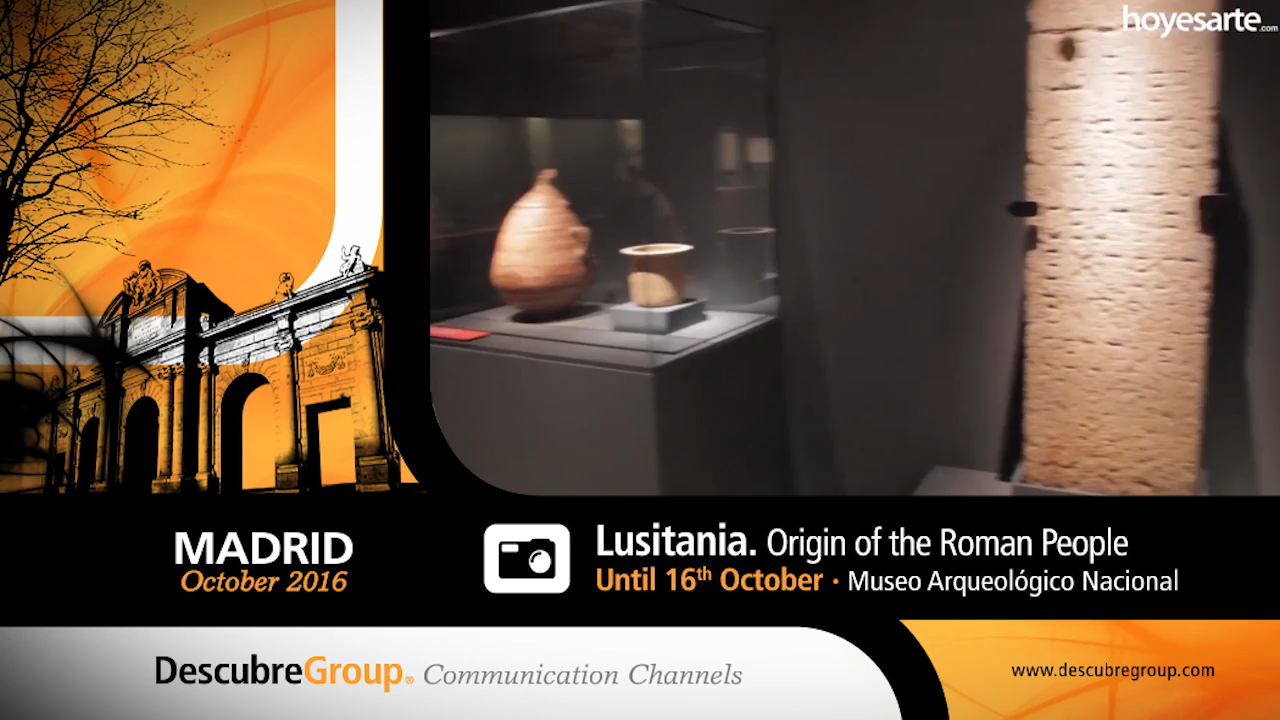 hoyesarte.com
MADRID
October 2016
Lusitania. Origin of the Roman People
Until 16th October · Museo Arqueológico Nacional
DescubreGroup® Communication Channels
www.descubregroup.com